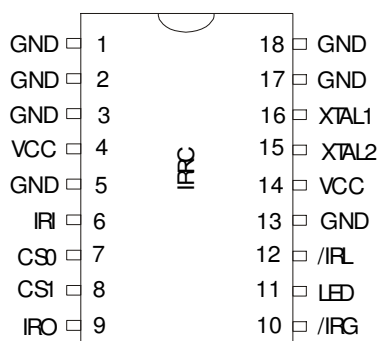 GND 1 18 GND
GND 2 17 GND
GND 3 16 XTAL1
VCC 4 15 XTAL2
GND 5 14 VCC
IRI 6 13 GND
CS0 7 12 /IRL
CS1 8 11 LED
IRO 9 10 /IRG
IRRC